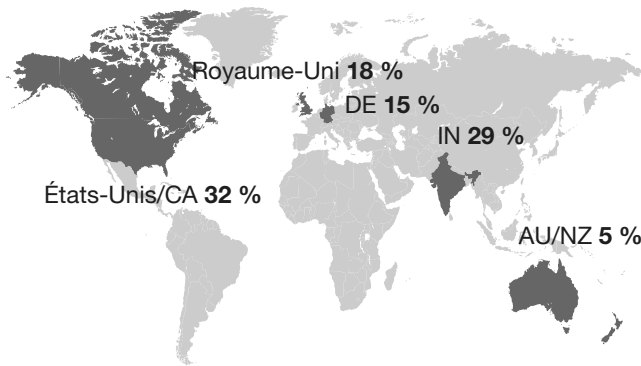 Royaume-Uni 18 %
DE 15 %
IN 29 %
États-Unis/CA 32 %
AU/NZ 5 %